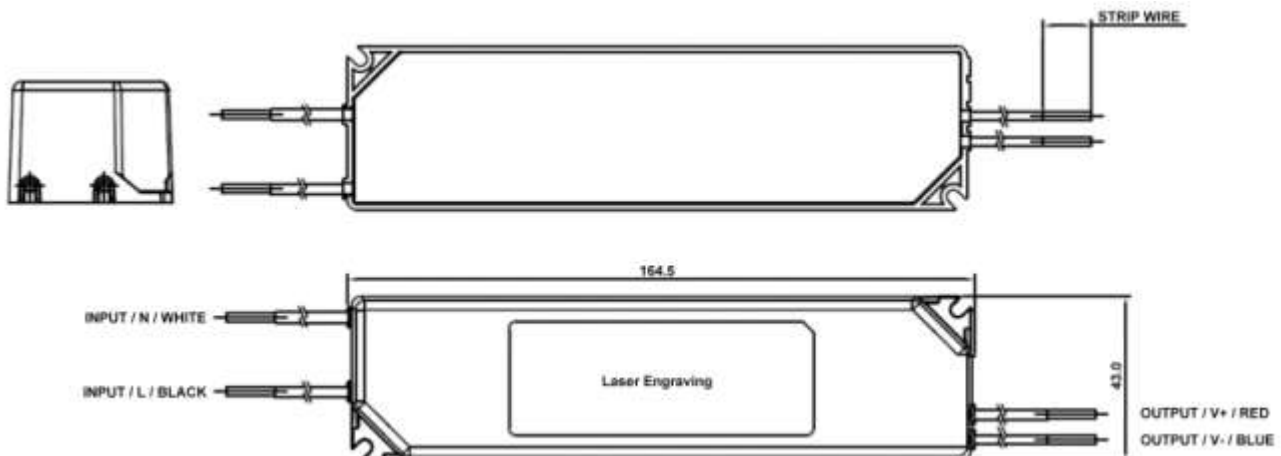 STRIP WIRE
164.5
INPUT / N / WHITE
INPUT / L / BLACK
Laser Engraving
43.0
OUTPUT / V+ / RED
OUTPUT / V- / BLUE